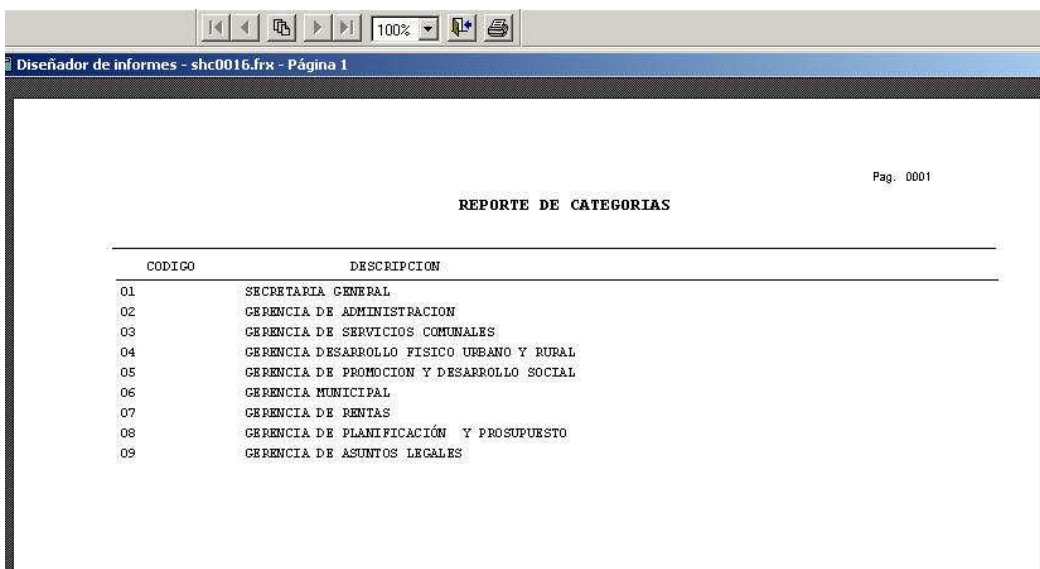 100%
Diseñador de informes - shc0016.frx - Página 1
Pag. 0001
REPORTE DE CATEGORIAS
CODIGO DESCRIPCION
01 SECRETARIA GENERAL
02 GERENCIA DE ADMINISTRACION
03 GERENCIA DE SERVICIOS COMUNALES
04 GERENCIA DESARROLLO FISICO URBANO Y RURAL
05 GERENCIA DE PROMOCION Y DESARROLLO SOCIAL
06 GERENCIA MUNICIPAL
07 GERENCIA DE RENTAS
08 GERENCIA DE PLANIFICACIÓN Y PROSUPUESTO
09 GERENCIA DE ASUNTOS LEGALES